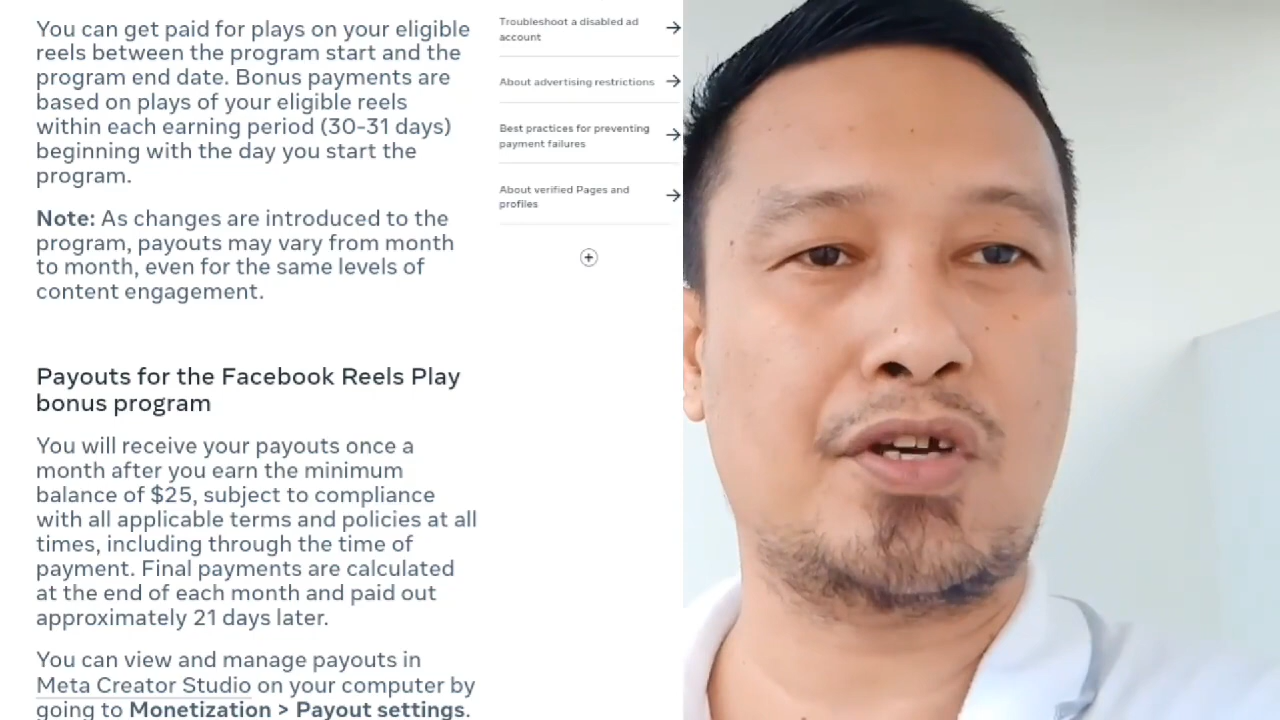 You can get paid for plays on your eligible
reels between the program start and the
program end date. Bonus payments are
based on plays of your eligible reels
within each earning period (30-31 days)
beginning with the day you start the
program.
Note: As changes are introduced to the
program, payouts may vary from month
to month, even for the same levels of
content engagement.
Payouts for the Facebook Reels Play
bonus program
You will receive your payouts once a
month after you earn the minimum
balance of $25, subject to compliance
with all applicable terms and policies at all
times, including through the time of
payment. Final payments are calculated
at the end of each month and paid out
approximately 21 days later.
You can view and manage payouts in
Meta Creator Studio on your computer by
going to Monetization > Payout settings.
Troubleshoot a disabled ad
account
About advertising restrictions
Best practices for preventing
payment failures
About verified Pages and
profiles